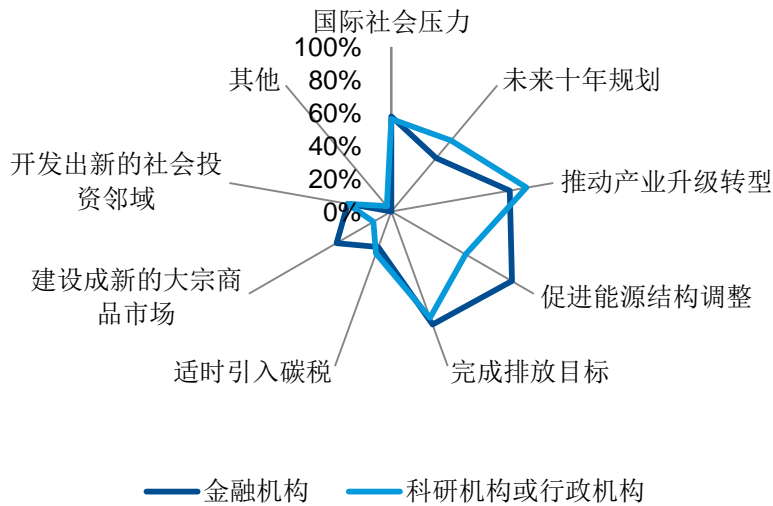 国际社会压力
100%
80%
60%
40%
20%
0%
未来十年规划
推动产业升级转型
促进能源结构调整
完成排放目标
适时引入碳税
建设成新的大宗商
品市场
开发出新的社会投
资邻域
其他
金融机构
科研机构或行政机构